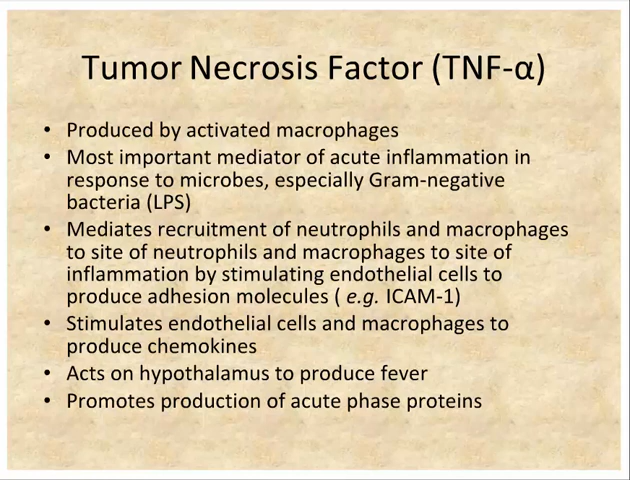 Tumor Necrosis Factor (TNF-α)
• Produced by activated macrophages
• Most important mediator of acute inflammation in
response to microbes, especially Gram-negative
bacteria (LPS)
• Mediates recruitment of neutrophils and macrophages
to site of neutrophils and macrophages to site of
inflammation by stimulating endothelial cells to
produce adhesion molecules ( e.g. ICAM-1)
• Stimulates endothelial cells and macrophages to
produce chemokines
• Acts on hypothalamus to produce fever
• Promotes production of acute phase proteins